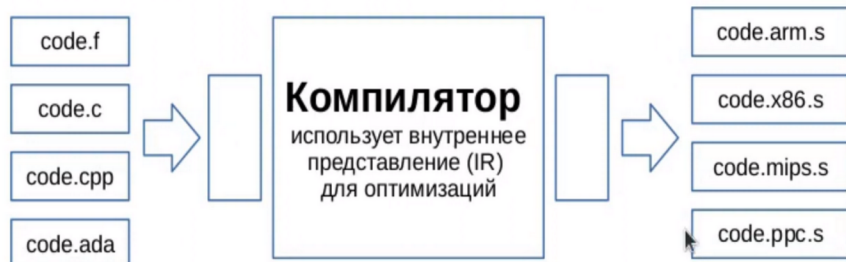 code.f
code.c
code.cpp
code.ada
Компилятор
использует внутреннее
представление (IR)
для оптимизаций
code.arm.s
code.x86.s
code.mips.s
code.ppc.s